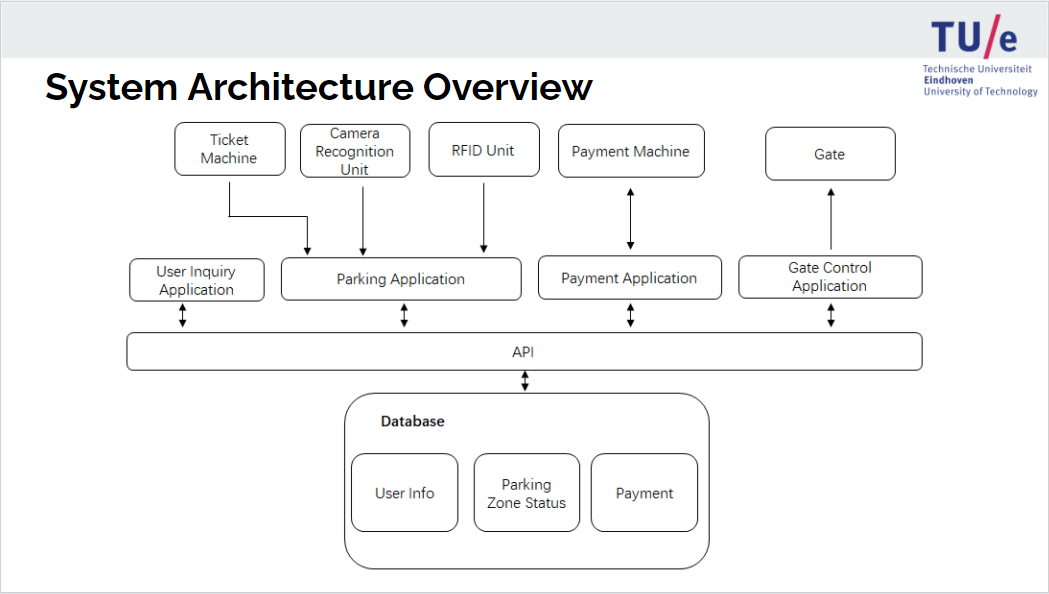 TU/e
Technische Universiteit
Eindhoven
University of Technology
System Architecture Overview
Ticket
Machine
Camera
Recognition
Unit
RFID Unit
Payment Machine
Gate
User Inquiry
Application
Parking Application
Payment Application
Gate Control
Application
API
Database
User Info
Parking
Zone Status
Payment